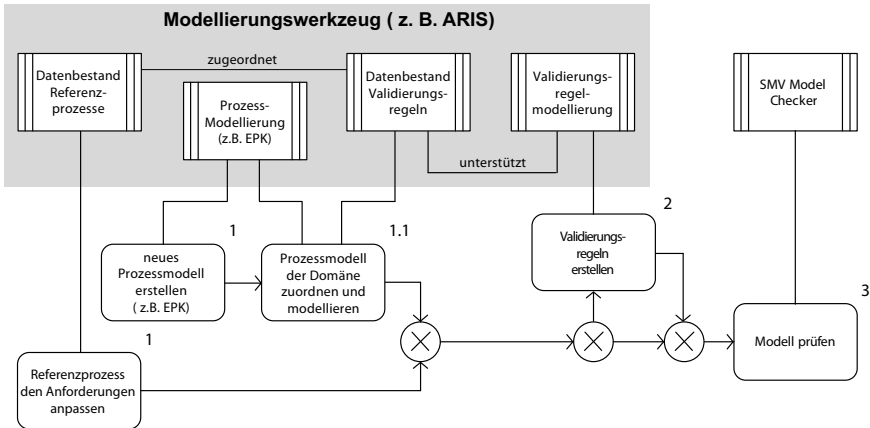 Modellierungswerkzeug ( z. B. ARIS)
zugeordnet
Datenbestand
Referenz-
prozesse
Prozess-
Modellierung
(z.B. EPK)
Datenbestand
Validierungs-
regeln
Validierungs-
regel-
modellierung
SMV Model
Checker
unterstützt
1
neues
Prozessmodell
erstellen
( z.B. EPK)
1.1
Prozessmodell
der Domäne
zuordnen und
modellieren
2
Validierungs-
regeln
erstellen
3
Modell prüfen
1
Referenzprozess
den Anforderungen
anpassen